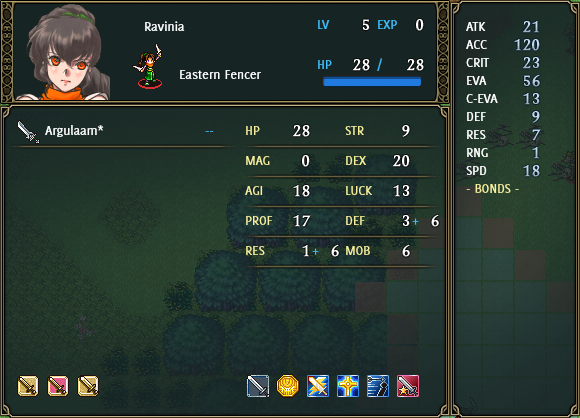 Ravinia
LV 5 EXP 0
Eastern Fencer
HP 28 / 28
Argulaam* --
HP 28 STR 9
MAG 0 DEX 20
AGI 18 LUCK 13
PROF 17 DEF 3+ 6
RES 1+ 6 MOB 6
ATK 21
ACC 120
CRIT 23
EVA 56
C-EVA 13
DEF 9
RES 7
RNG 1
SPD 18
- BONDS -